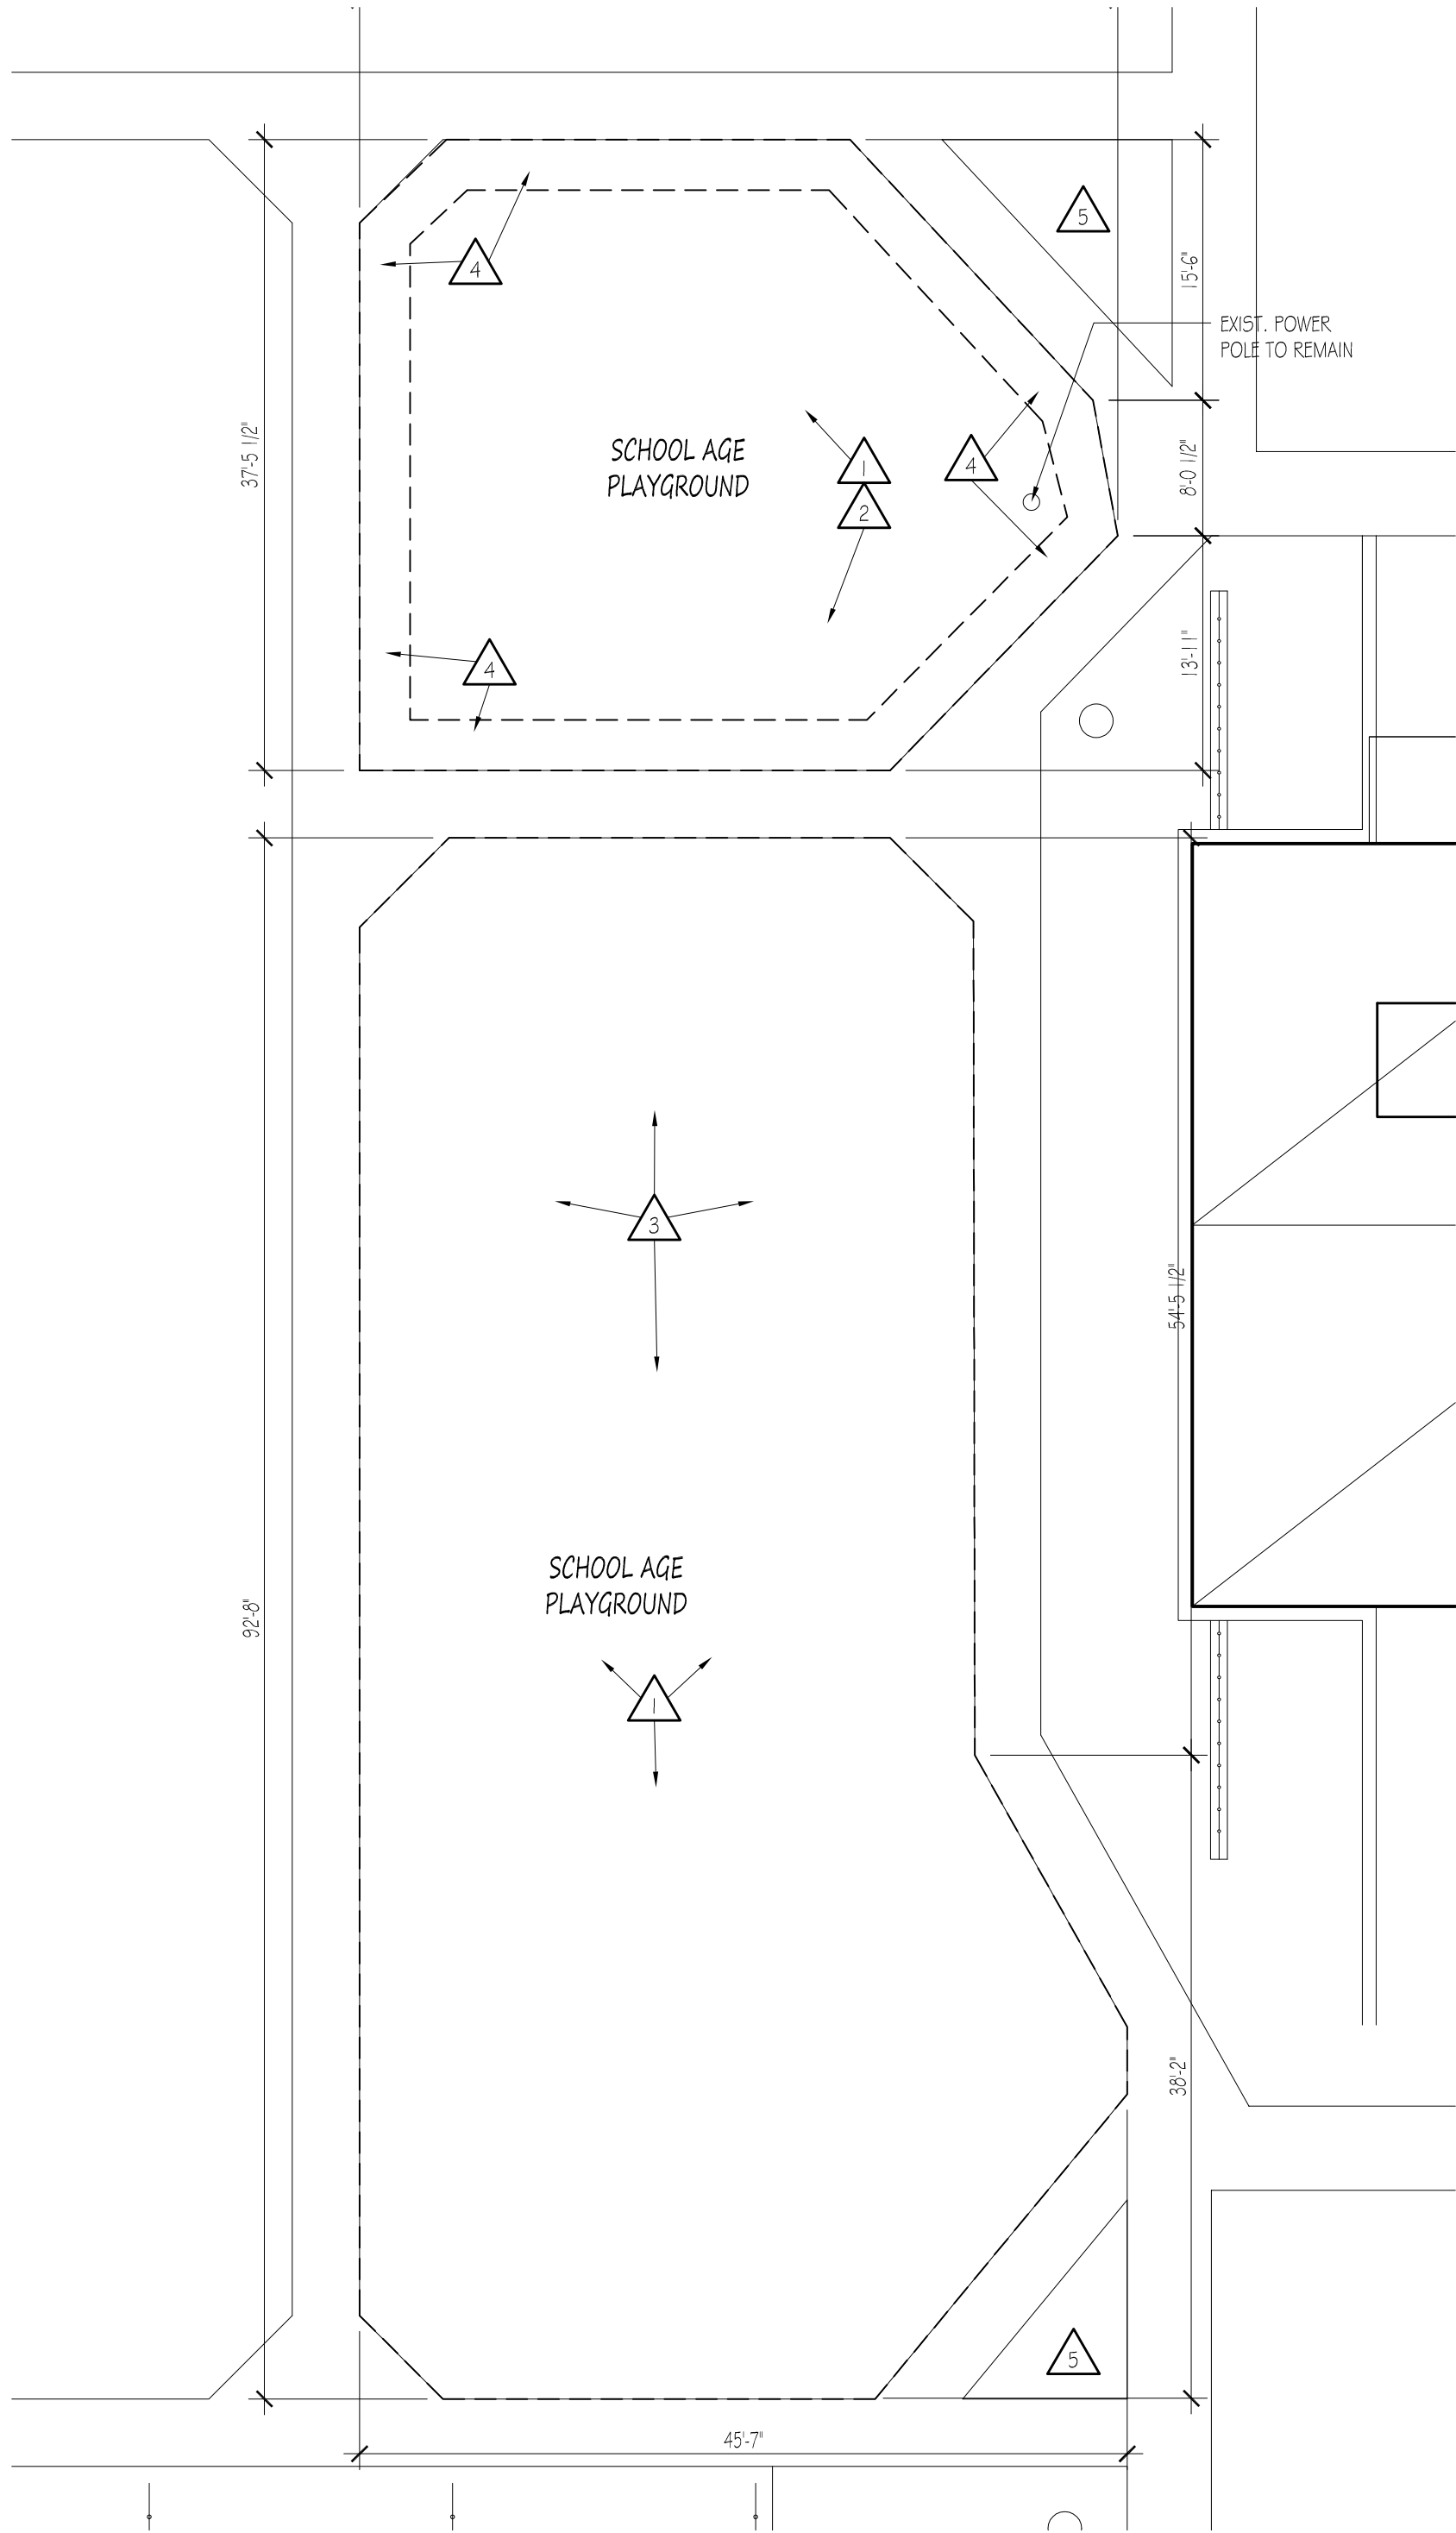 5
4
15'-6"
EXIST. POWER
POLE TO REMAIN
37'-5 1/2"
SCHOOL AGE
PLAYGROUND
1
4
8'-0 1/2"
2
4
13'-11"
3
54'-5 1/2"
SCHOOL AGE
PLAYGROUND
92'-8"
1
38'-2"
5
45'-7"